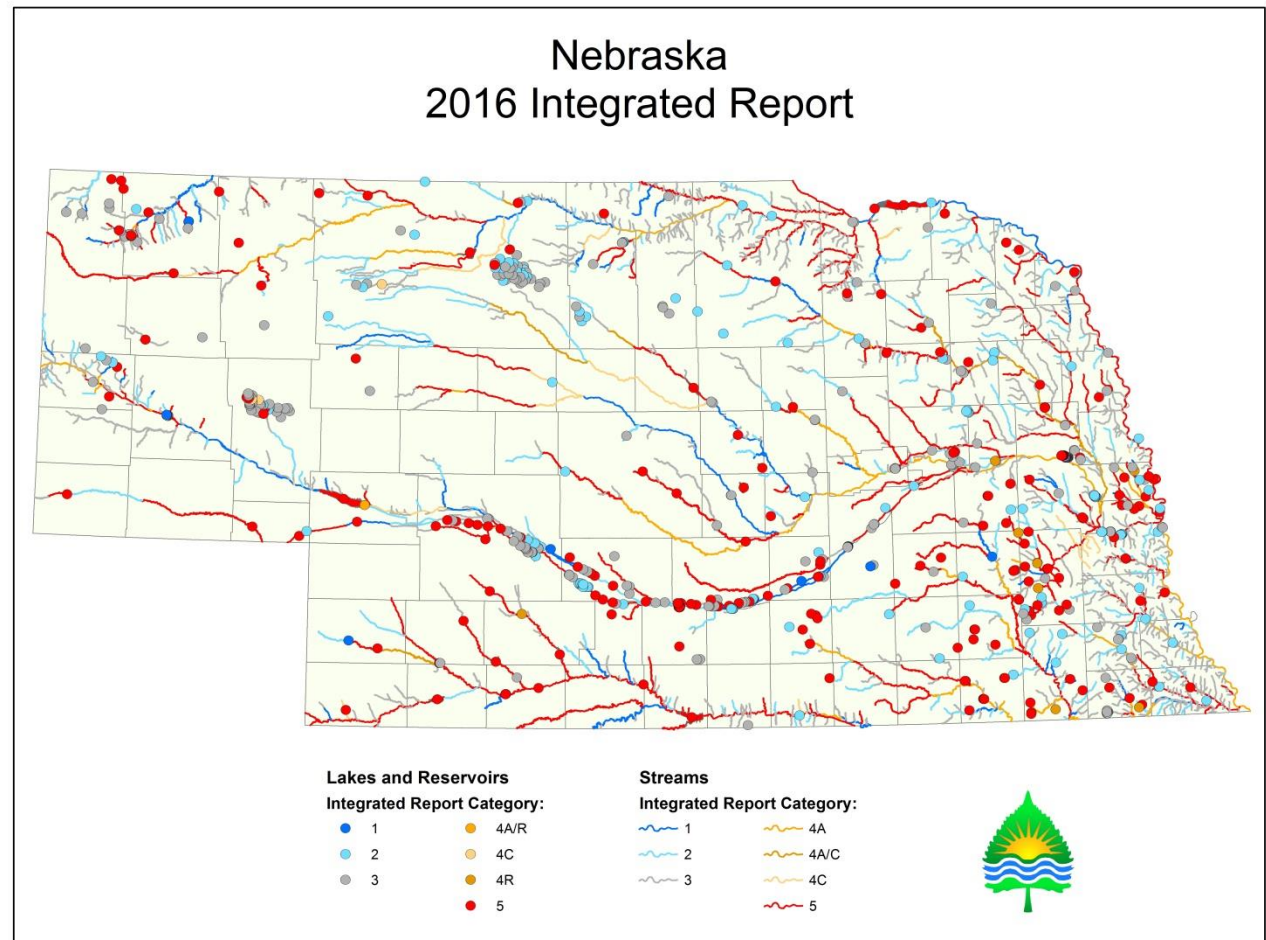 Nebraska
2016 Integrated Report
Lakes and Reservoirs
Integrated Report Category:
1
2
3
4A/R
4C
4R
5
Streams
Integrated Report Category:
1
2
3
4A
4A/C
4C
5